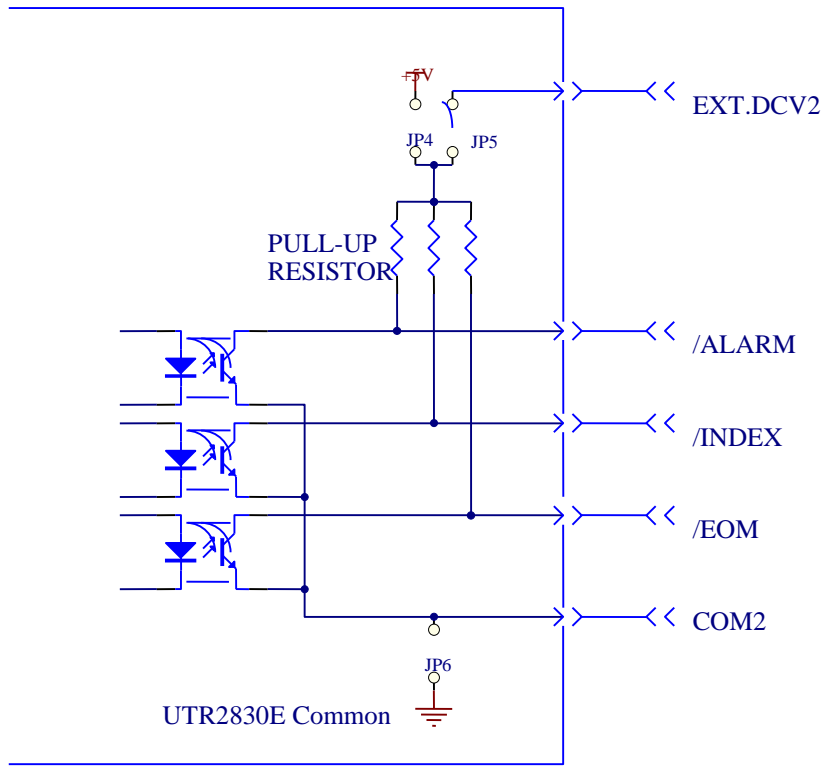 +5V
EXT.DCV2
JP4
JP5
PULL-UP
RESISTOR
/ALARM
/INDEX
/EOM
COM2
JP6
UTR2830E Common